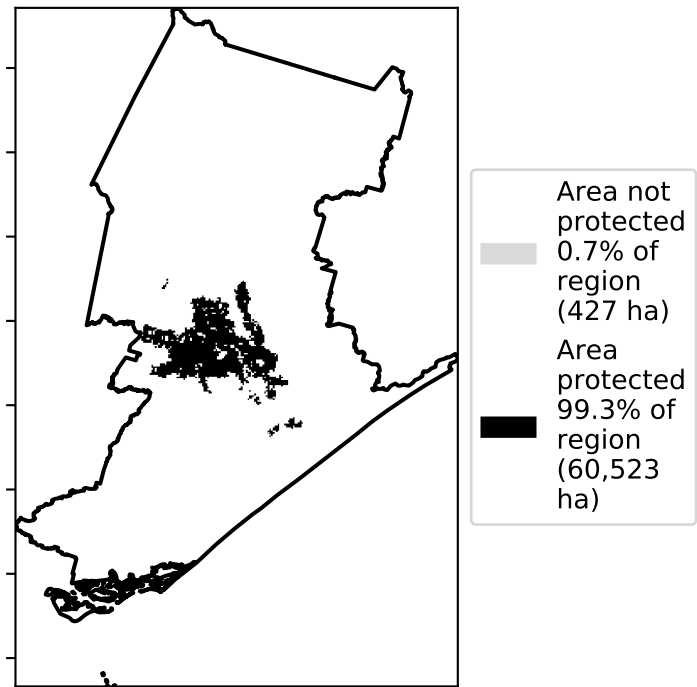 Area not
protected
0.7% of
region
(427 ha)
Area
protected
99.3% of
region
(60,523
ha)